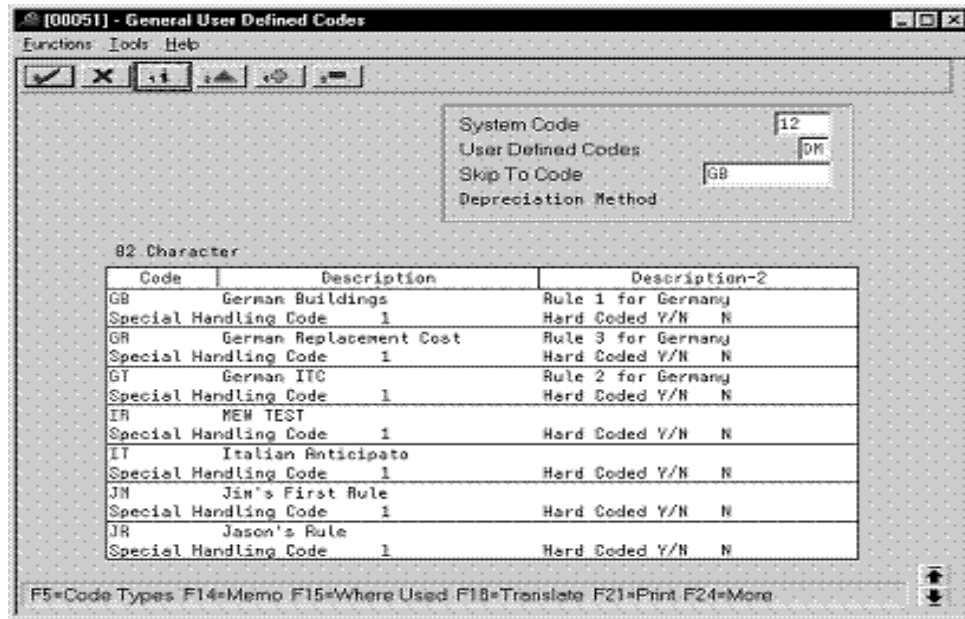 [00051] - General User Defined Codes
Functions Tools Help
System Code 12
User Defined Codes DM
Skip To Code GB
Depreciation Method
02 Character
Code Description Description-2
GB German Buildings Rule 1 for Germany
Special Handling Code 1 Hard Coded Y/N N
GR German Replacement Cost Rule 3 for Germany
Special Handling Code 1 Hard Coded Y/N N
GT German ITC Rule 2 for Germany
Special Handling Code 1 Hard Coded Y/N N
IR MEW TEST
Special Handling Code 1 Hard Coded Y/N N
IT Italian Anticipato
Special Handling Code 1 Hard Coded Y/N N
JM Jim's First Rule
Special Handling Code 1 Hard Coded Y/N N
JR Jason's Rule
Special Handling Code 1 Hard Coded Y/N N
F5=Code Types F14=Memo F15=Where Used F18=Translate F21=Print F24=More